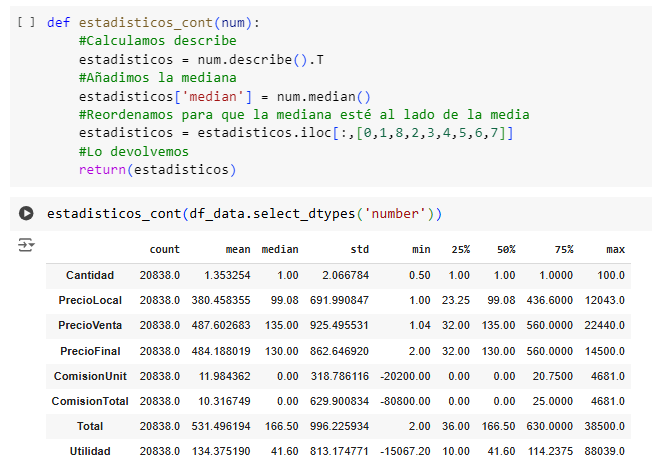 [ ] def estadisticos_cont(num):
#Calculamos describe
estadisticos = num.describe().T
#Añadimos la mediana
estadisticos['median'] = num.median()
#Reordenamos para que la mediana esté al lado de la media
estadisticos = estadisticos.iloc[:,[0,1,8,2,3,4,5,6,7]]
#Lo devolvemos
return(estadisticos)
estadisticos_cont(df_data.select_dtypes('number'))
count mean median std min 25% 50% 75% max
Cantidad 20838.0 1.353254 1.00 2.066784 0.50 1.00 1.00 1.0000 100.0
PrecioLocal 20838.0 380.458355 99.08 691.990847 1.00 23.25 99.08 436.6000 12043.0
PrecioVenta 20838.0 487.602683 135.00 925.495531 1.04 32.00 135.00 560.0000 22440.0
PrecioFinal 20838.0 484.188019 130.00 862.646920 2.00 32.00 130.00 560.0000 14500.0
ComisionUnit 20838.0 11.984362 0.00 318.786116 -20200.00 0.00 0.00 20.7500 4681.0
ComisionTotal 20838.0 10.316749 0.00 629.900834 -80800.00 0.00 0.00 25.0000 4681.0
Total 20838.0 531.496194 166.50 996.225934 2.00 36.00 166.50 630.0000 38500.0
Utilidad 20838.0 134.375190 41.60 813.174771 -15067.20 10.00 41.60 114.2375 88039.0